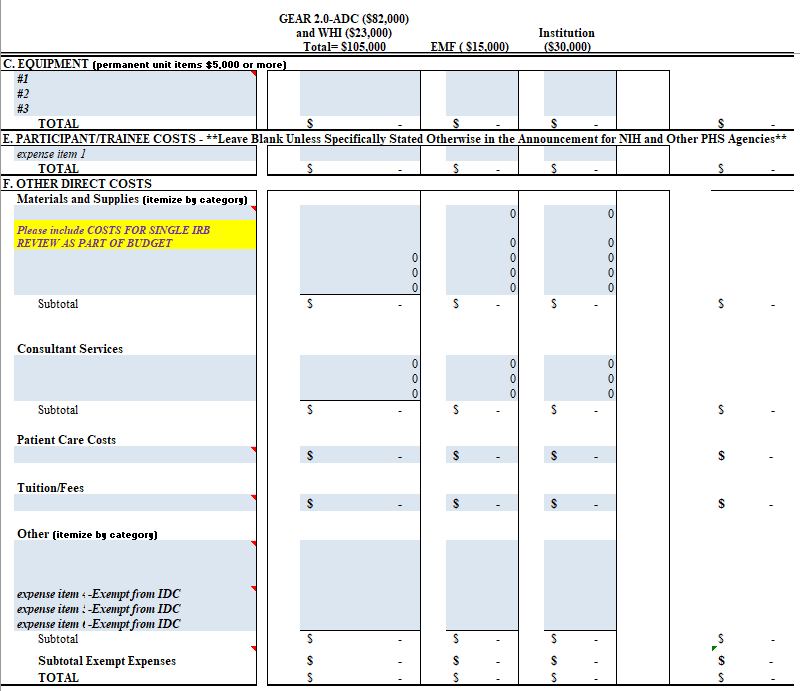 GEAR 2.0-ADC ($82,000)
and WHI ($23,000) Institution
Total= $105,000 EMF ( $15,000) ($30,000)
C. EQUIPMENT (permanent unit items $5,000 or more)
#1
#2
#3
TOTAL $ - $ - $ - $ -
E. PARTICIPANT/TRAINEE COSTS - **Leave Blank Unless Specifically Stated Otherwise in the Announcement for NIH and Other PHS Agencies**
expense item 1
TOTAL $ - $ - $ - $ -
F. OTHER DIRECT COSTS
Materials and Supplies (itemize by category)
0 0
Please include COSTS FOR SINGLE IRB
REVIEW AS PART OF BUDGET 0 0
0 0 0
0 0 0
0 0 0
Subtotal $ - $ - $ - $ -
Consultant Services
0 0 0
0 0 0
0 0 0
Subtotal $ - $ - $ - $ -
Patient Care Costs
$ - $ - $ - $ -
Tuition/Fees
$ - $ - $ - $ -
Other (itemize by category)
expense item -Exempt from IDC
expense item -Exempt from IDC
expense item -Exempt from IDC
Subtotal $ - $ - $ - $ -
Subtotal Exempt Expenses $ - $ - $ - $ -
TOTAL $ - $ - $ - $ -